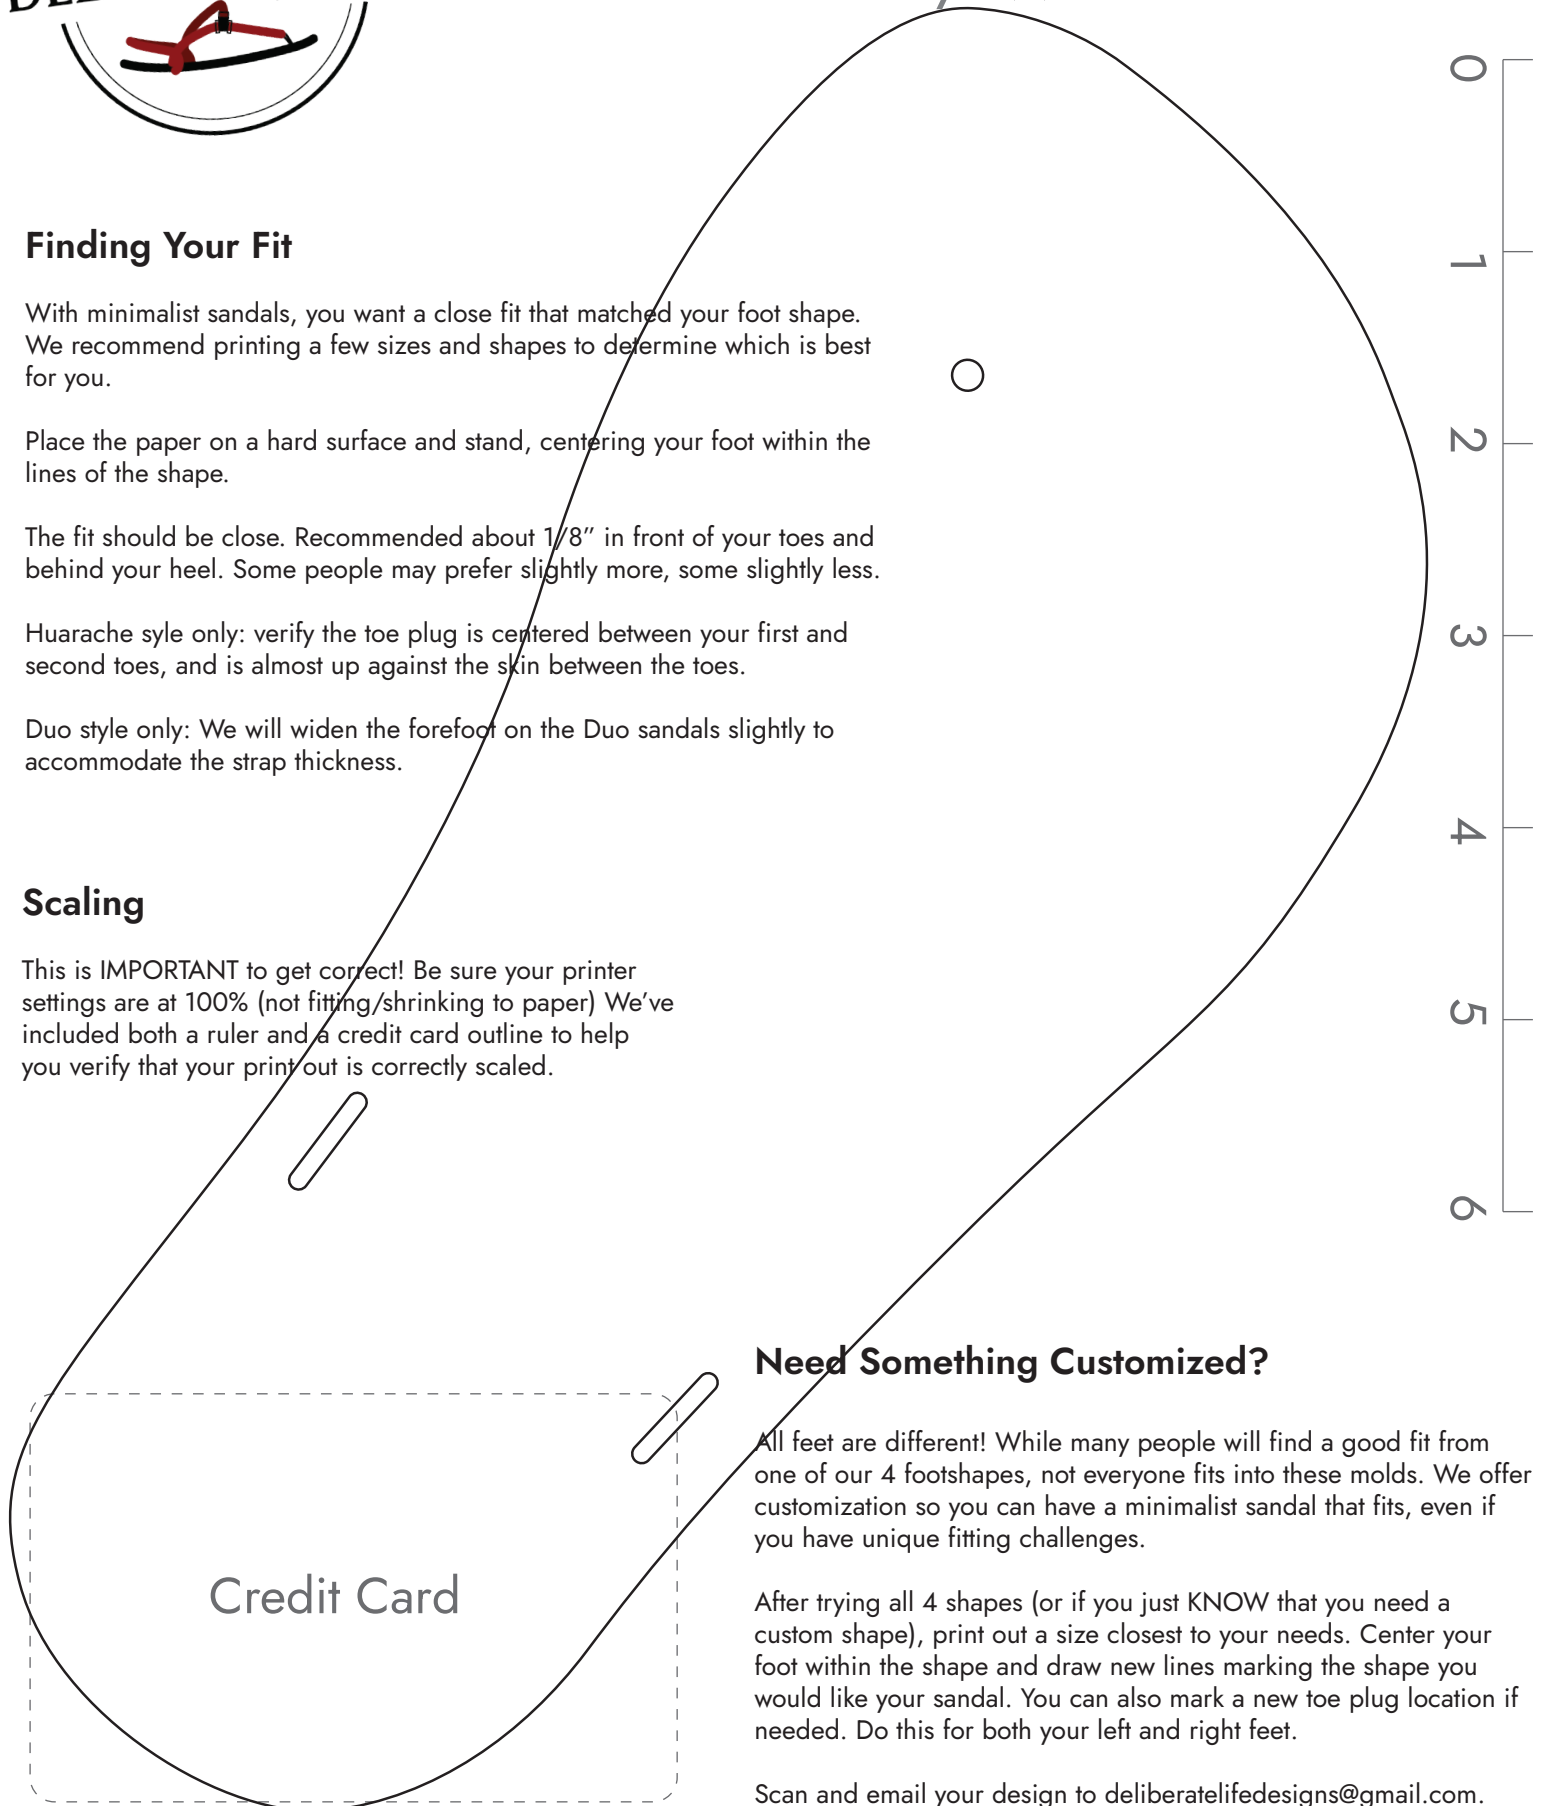 Finding Your Fit
With minimalist sandals, you want a close fit that matched your foot shape.
We recommend printing a few sizes and shapes to determine which is best
for you.
Place the paper on a hard surface and stand, centering your foot within the
lines of the shape.
The fit should be close. Recommended about 1/8” in front of your toes and
behind your heel. Some people may prefer slightly more, some slightly less.
Huarache syle only: verify the toe plug is centered between your first and
second toes, and is almost up against the skin between the toes.
Duo style only: We will widen the forefoot on the Duo sandals slightly to
accommodate the strap thickness.
Scaling
This is IMPORTANT to get correct! Be sure your printer
settings are at 100% (not fitting/shrinking to paper) We’ve
included both a ruler and a credit card outline to help
you verify that your print out is correctly scaled.
0
1
2
3
4
5
6
Credit Card
Need Something Customized?
All feet are different! While many people will find a good fit from
one of our 4 footshapes, not everyone fits into these molds. We offer
customization so you can have a minimalist sandal that fits, even if
you have unique fitting challenges.
After trying all 4 shapes (or if you just KNOW that you need a
custom shape), print out a size closest to your needs. Center your
foot within the shape and draw new lines marking the shape you
would like your sandal. You can also mark a new toe plug location if
needed. Do this for both your left and right feet.
Scan and email your design to deliberatelifedesigns@gmail.com.